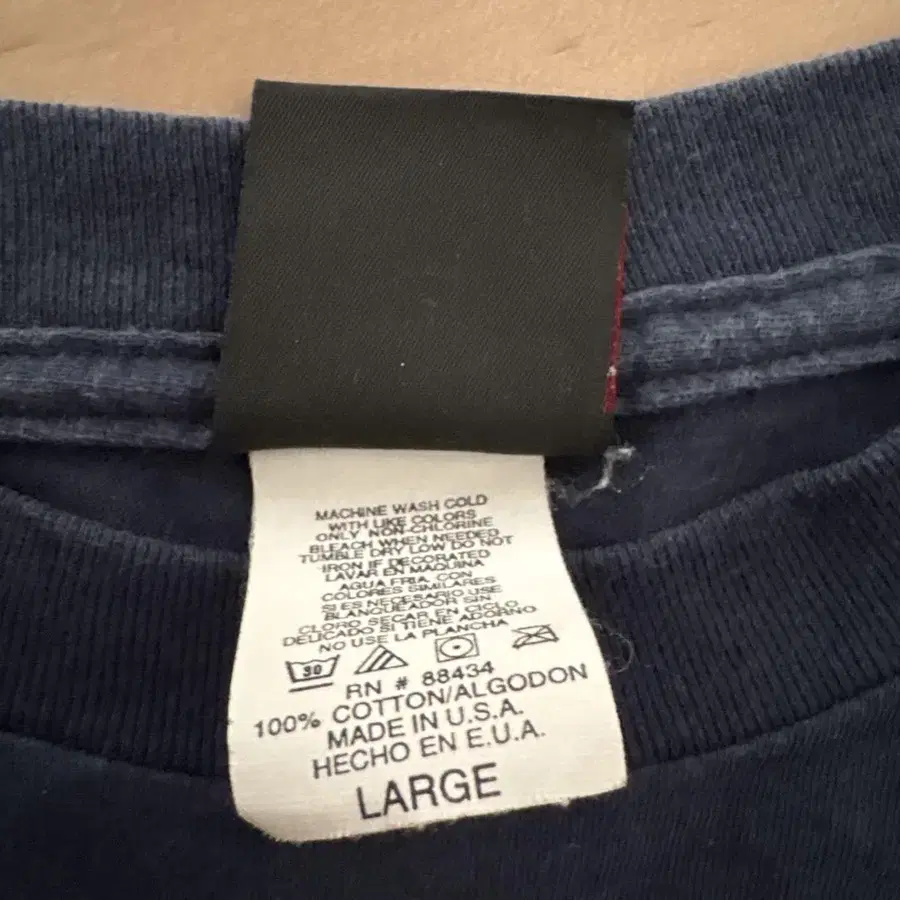 MACHINE WASH COLD
WITH LIKE COLORS
ONLY NON-CHLORINE
BLEACH WHEN NEEDED
TUMBLE DRY LOW DO NOT
IRON IF DECORATED
LAVAR EN MAQUINA
AGUA FRIA, CON
COLORES SIMILARES
SI ES NECESARIO USE
BLANQUEADOR SIN
CLORO SECAR EN CICLO
DELICADO SI TIENE ADORNO
NO USE LA PLANCHA
30
RN # 88434
100% COTTON/ALGODON
MADE IN U.S.A.
HECHO EN E.U.A.
LARGE